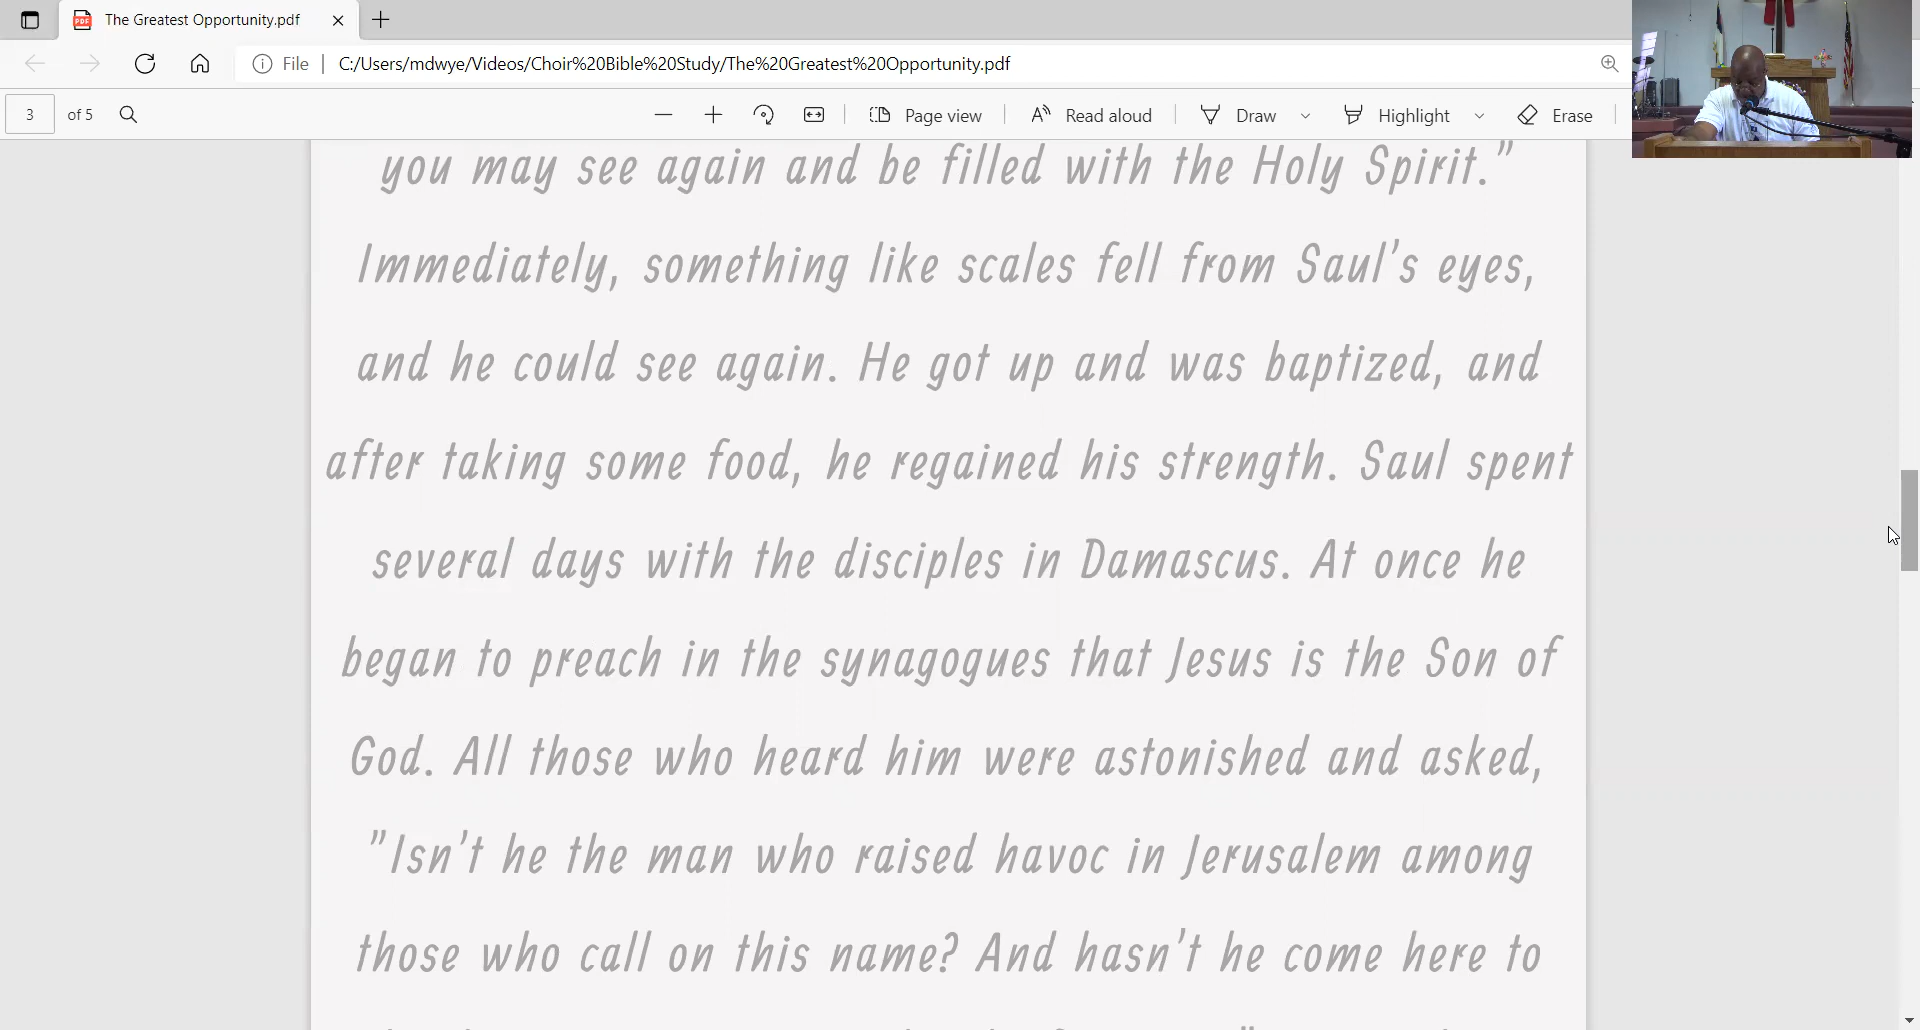 The Greatest Opportunity.pdf
File | C:/Users/mdwye/Videos/Choir%20Bible%20Study/The%20Greatest%20Opportunity.pdf
3 of 5 Page view Read aloud Draw Highlight Erase
you may see again and be filled with the Holy Spirit."
Immediately, something like scales fell from Saul's eyes,
and he could see again. He got up and was baptized, and
after taking some food, he regained his strength. Saul spent
several days with the disciples in Damascus. At once he
began to preach in the synagogues that Jesus is the Son of
God. All those who heard him were astonished and asked,
"Isn't he the man who raised havoc in Jerusalem among
those who call on this name? And hasn't he come here to